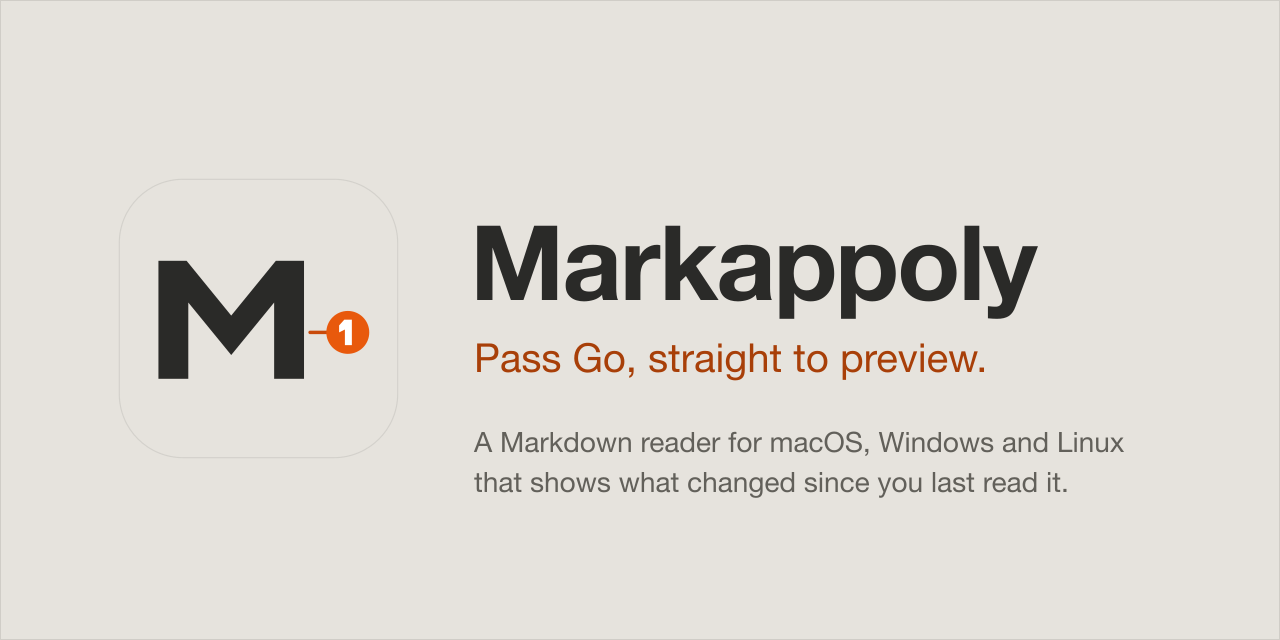 M
1
Markappoly
Pass Go, straight to preview.
A Markdown reader for macOS, Windows and Linux
that shows what changed since you last read it.